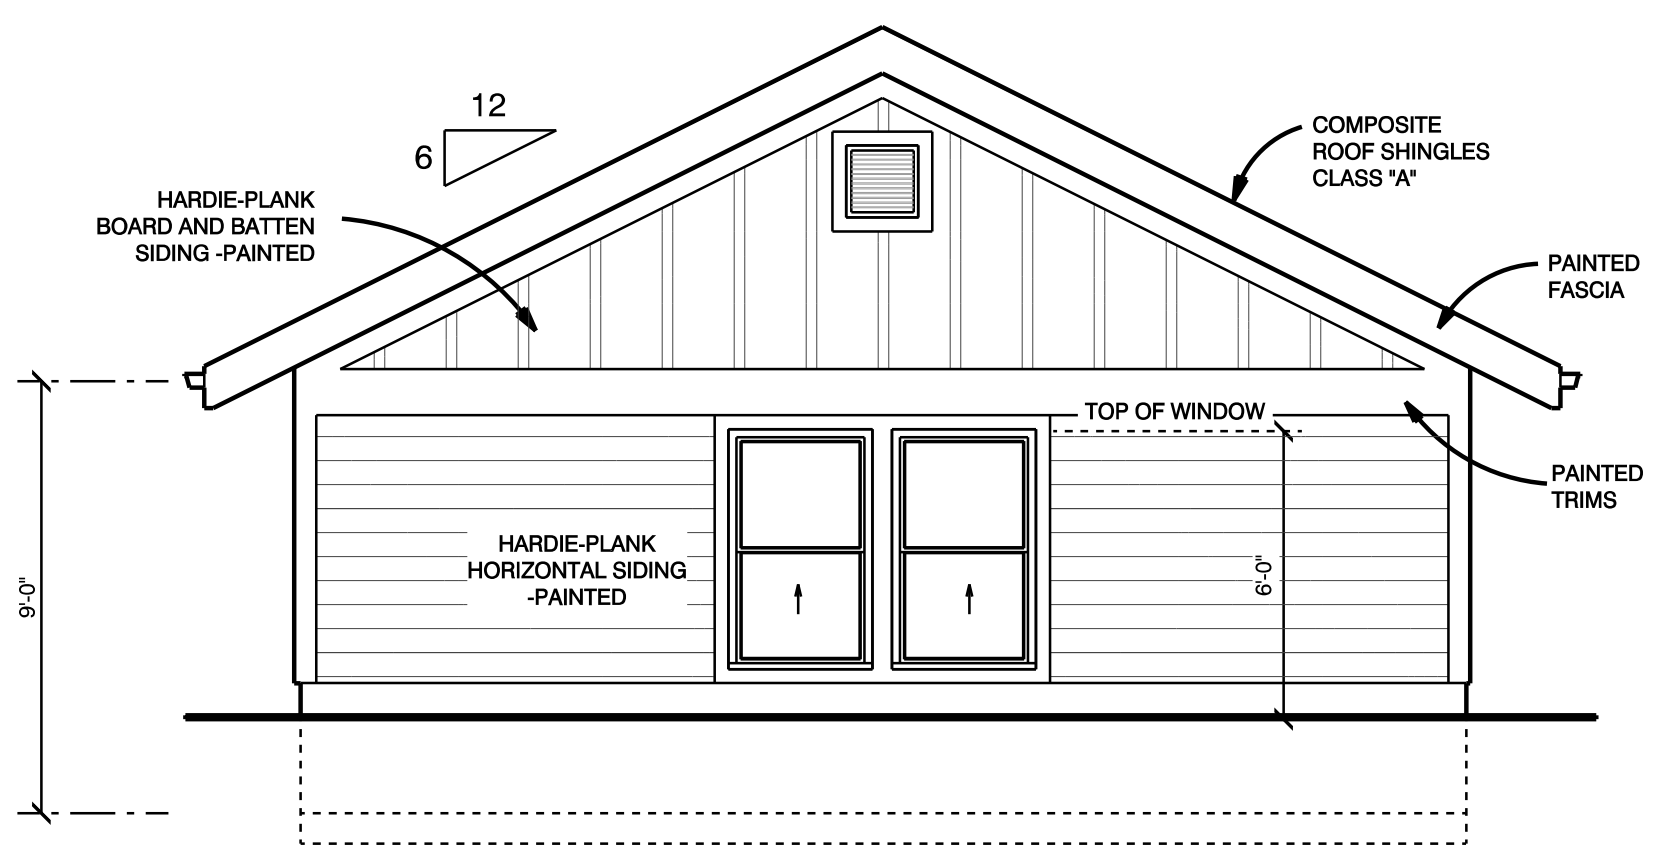 12
6
COMPOSITE
ROOF SHINGLES
CLASS "A"
HARDIE-PLANK
BOARD AND BATTEN
SIDING -PAINTED
PAINTED
FASCIA
TOP OF WINDOW
PAINTED
TRIMS
HARDIE-PLANK
HORIZONTAL SIDING
-PAINTED
6'-0"
9'-0"